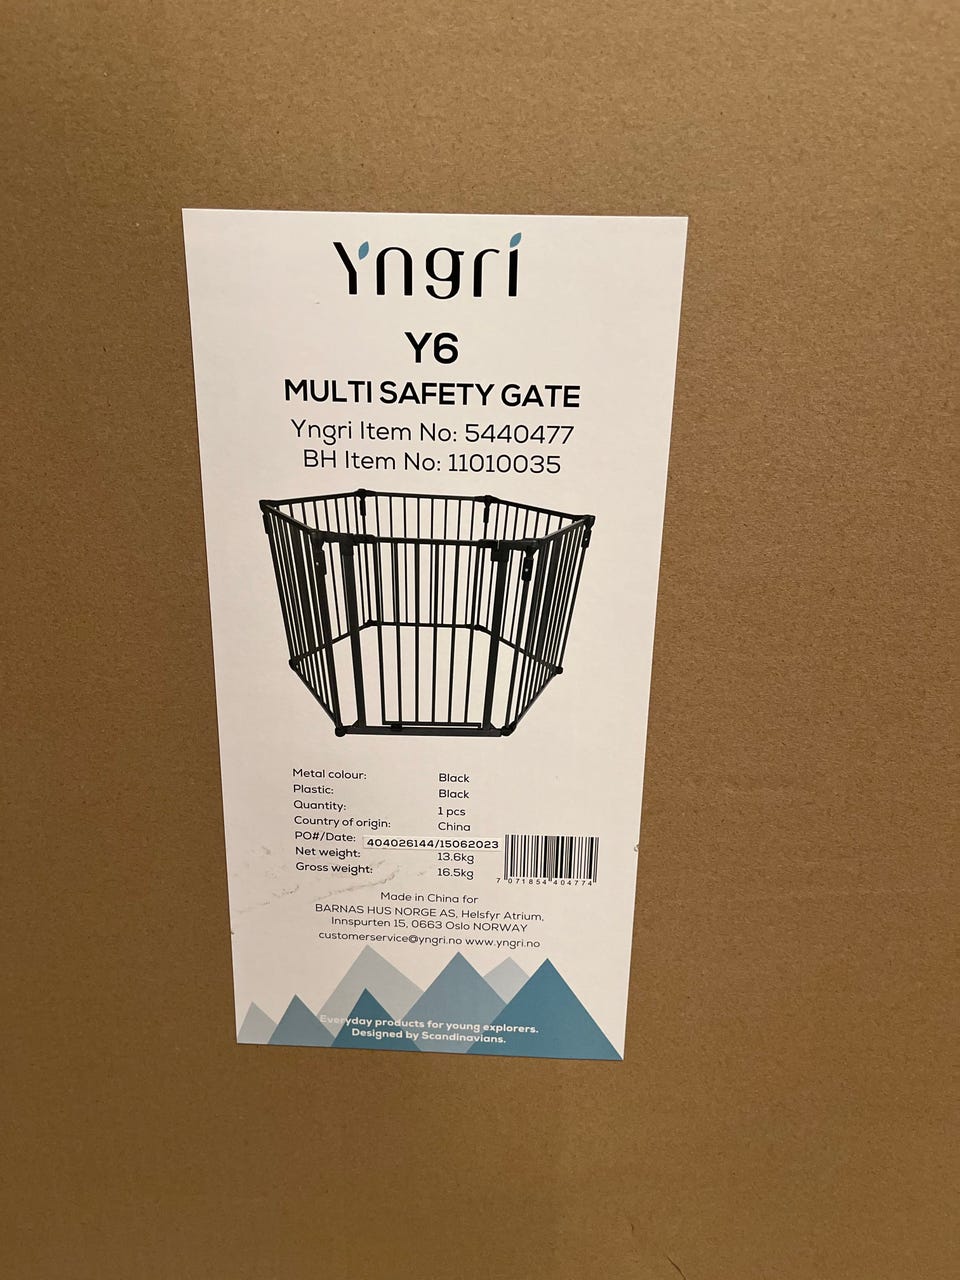 Yngri
Y6
MULTI SAFETY GATE
Yngri Item No: 5440477
BH Item No: 11010035
Metal colour: Black
Plastic: Black
Quantity: 1 pcs
Country of origin: China
PO#/Date: 404026144/15062023
Net weight: 13.6kg
Gross weight: 16.5kg
7 071854 404774
Made in China for
BARNAS HUS NORGE AS, Helsfyr Atrium,
Innspurten 15, 0663 Oslo NORWAY
customerservice@yngri.no www.yngri.no
Everyday products for young explorers.
Designed by Scandinavians.